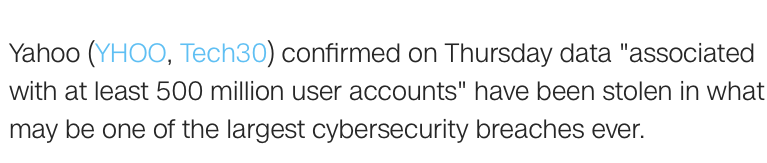 Yahoo (YHOO, Tech30) confirmed on Thursday data "associated
with at least 500 million user accounts" have been stolen in what
may be one of the largest cybersecurity breaches ever.